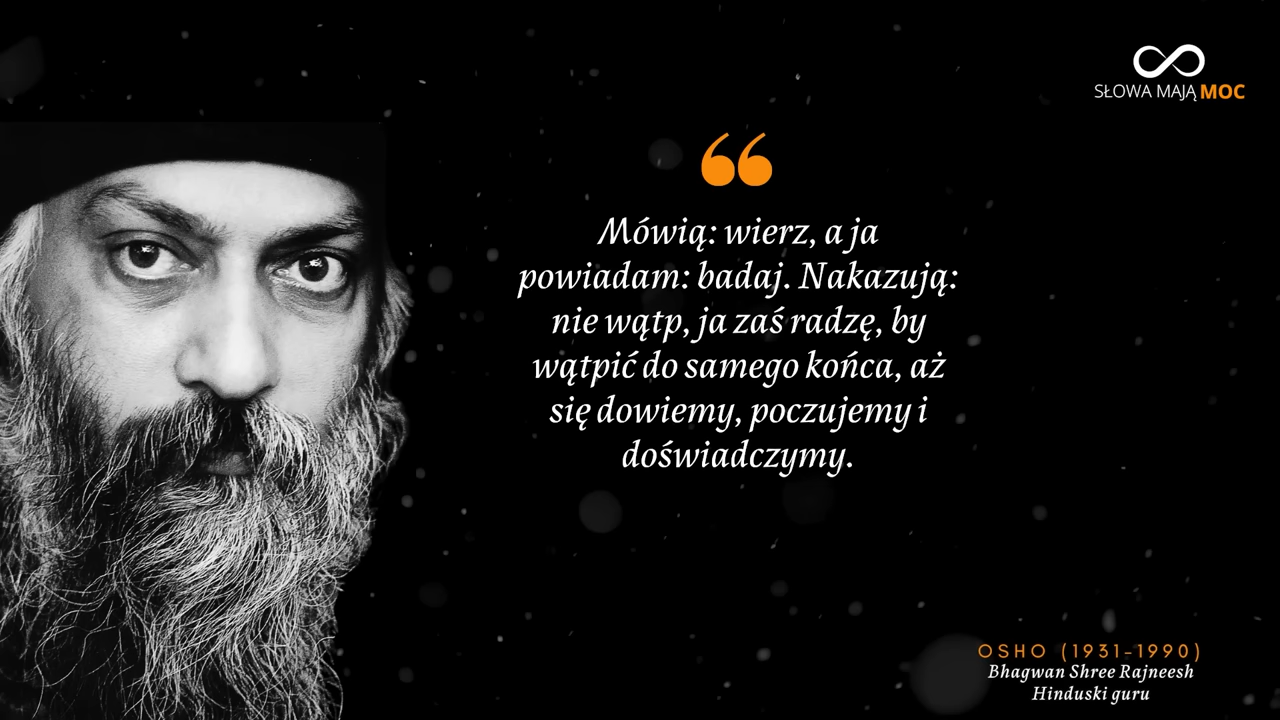 SŁOWA MAJĄ MOC
Mówią: wierz, a ja
powiadam: badaj. Nakazują:
nie wątp, ja zaś radzę, by
wątpić do samego końca, aż
się dowiemy, poczujemy i
doświadczymy.
OSHO (1931-1990)
Bhagwan Shree Rajneesh
Hinduski guru